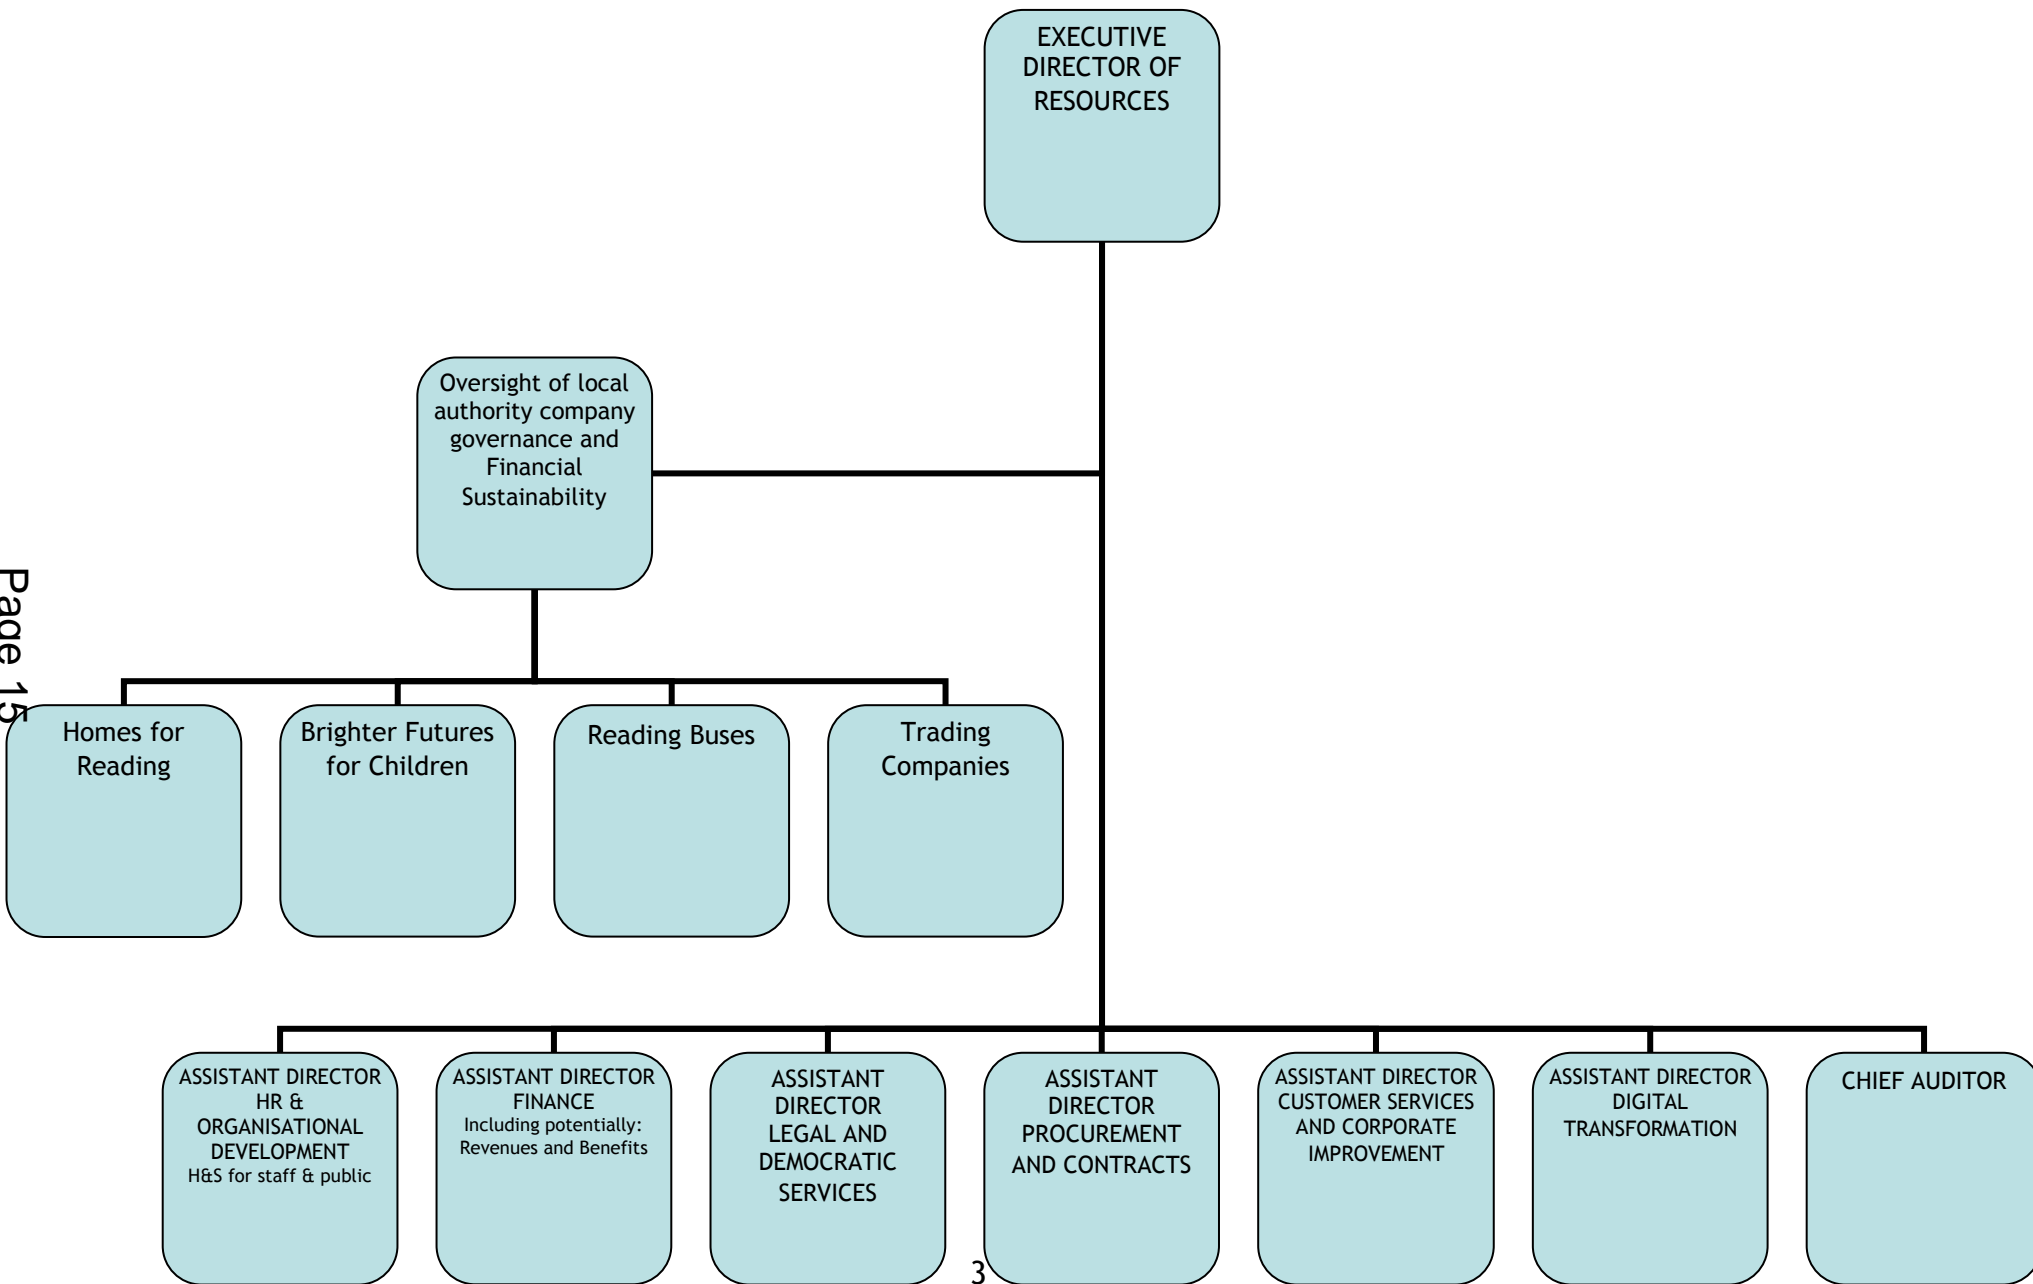 EXECUTIVE
DIRECTOR OF
RESOURCES
Oversight of local
authority company
governance and
Financial
Sustainability
Page 15
Homes for
Reading
Brighter Futures
for Children
Reading Buses
Trading
Companies
ASSISTANT DIRECTOR
HR &
ORGANISATIONAL
DEVELOPMENT
H&S for staff & public
ASSISTANT DIRECTOR
FINANCE
Including potentially:
Revenues and Benefits
ASSISTANT
DIRECTOR
LEGAL AND
DEMOCRATIC
SERVICES
ASSISTANT
DIRECTOR
PROCUREMENT
AND CONTRACTS
ASSISTANT DIRECTOR
CUSTOMER SERVICES
AND CORPORATE
IMPROVEMENT
ASSISTANT DIRECTOR
DIGITAL
TRANSFORMATION
CHIEF AUDITOR
3